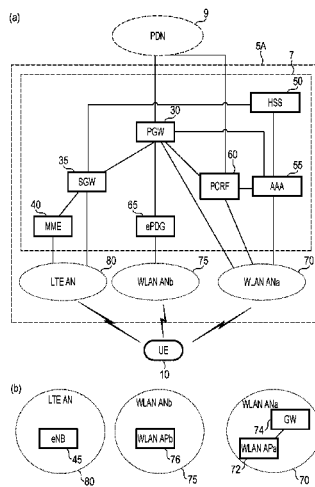 (a)
9
PDN
5A
7
50
HSS
30
PGW
35
SGW
60
PCRF
55
AAA
40
MME
65
ePDG
80
LTE AN
75
WLAN ANb
70
WLAN ANa
UE
10
(b)
LTE AN
eNB
45
80
WLAN ANb
WLAN APb
76
75
WLAN ANa
GW
74
WLAN APa
72
70